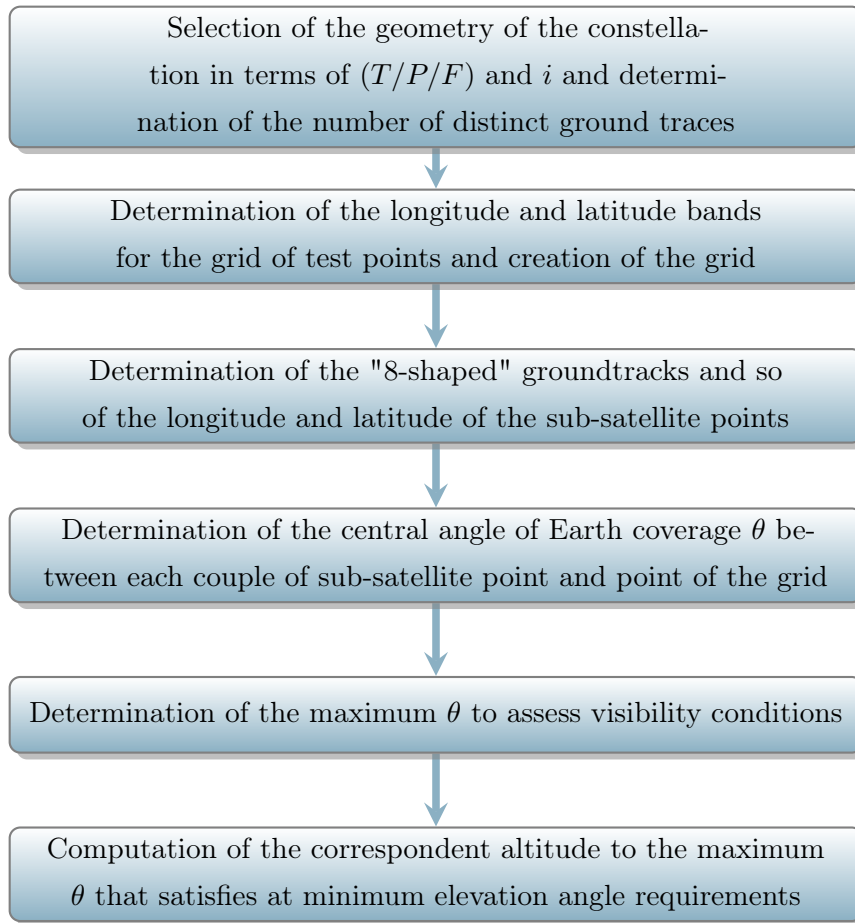 Selection of the geometry of the constella-
tion in terms of (T/P/F) and i and determi-
nation of the number of distinct ground traces
Determination of the longitude and latitude bands
for the grid of test points and creation of the grid
Determination of the "8-shaped" groundtracks and so
of the longitude and latitude of the sub-satellite points
Determination of the central angle of Earth coverage θ be-
tween each couple of sub-satellite point and point of the grid
Determination of the maximum θ to assess visibility conditions
Computation of the correspondent altitude to the maximum
θ that satisfies at minimum elevation angle requirements